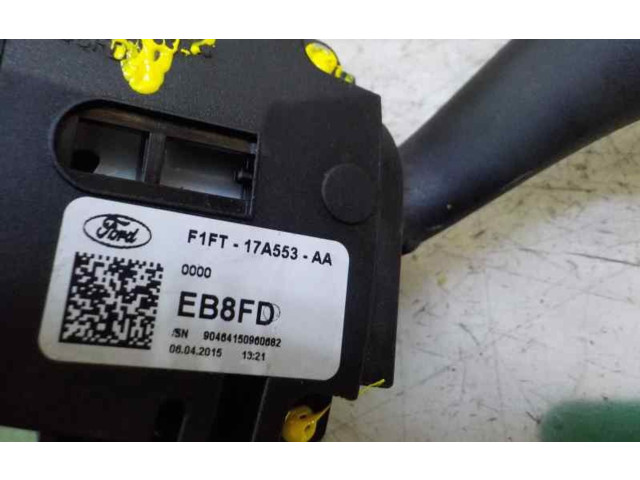 Ford
F1FT - 17A553 - AA
0000
EB8FD
SN 90464150960682
06.04.2015 13:21